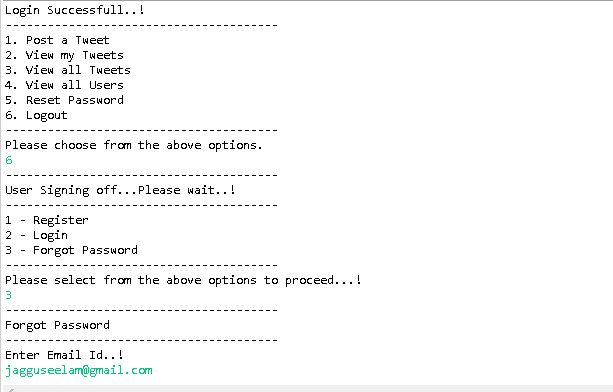 Login Successfull..!
---------------------------------------
1. Post a Tweet
2. View my Tweets
3. View all Tweets
4. View all Users
5. Reset Password
6. Logout
---------------------------------------
Please choose from the above options.
6
---------------------------------------
User Signing off...Please wait..!
---------------------------------------
1 - Register
2 - Login
3 - Forgot Password
---------------------------------------
Please select from the above options to proceed...!
3
---------------------------------------
Forgot Password
---------------------------------------
Enter Email Id..!
jagguseelam@gmail.com